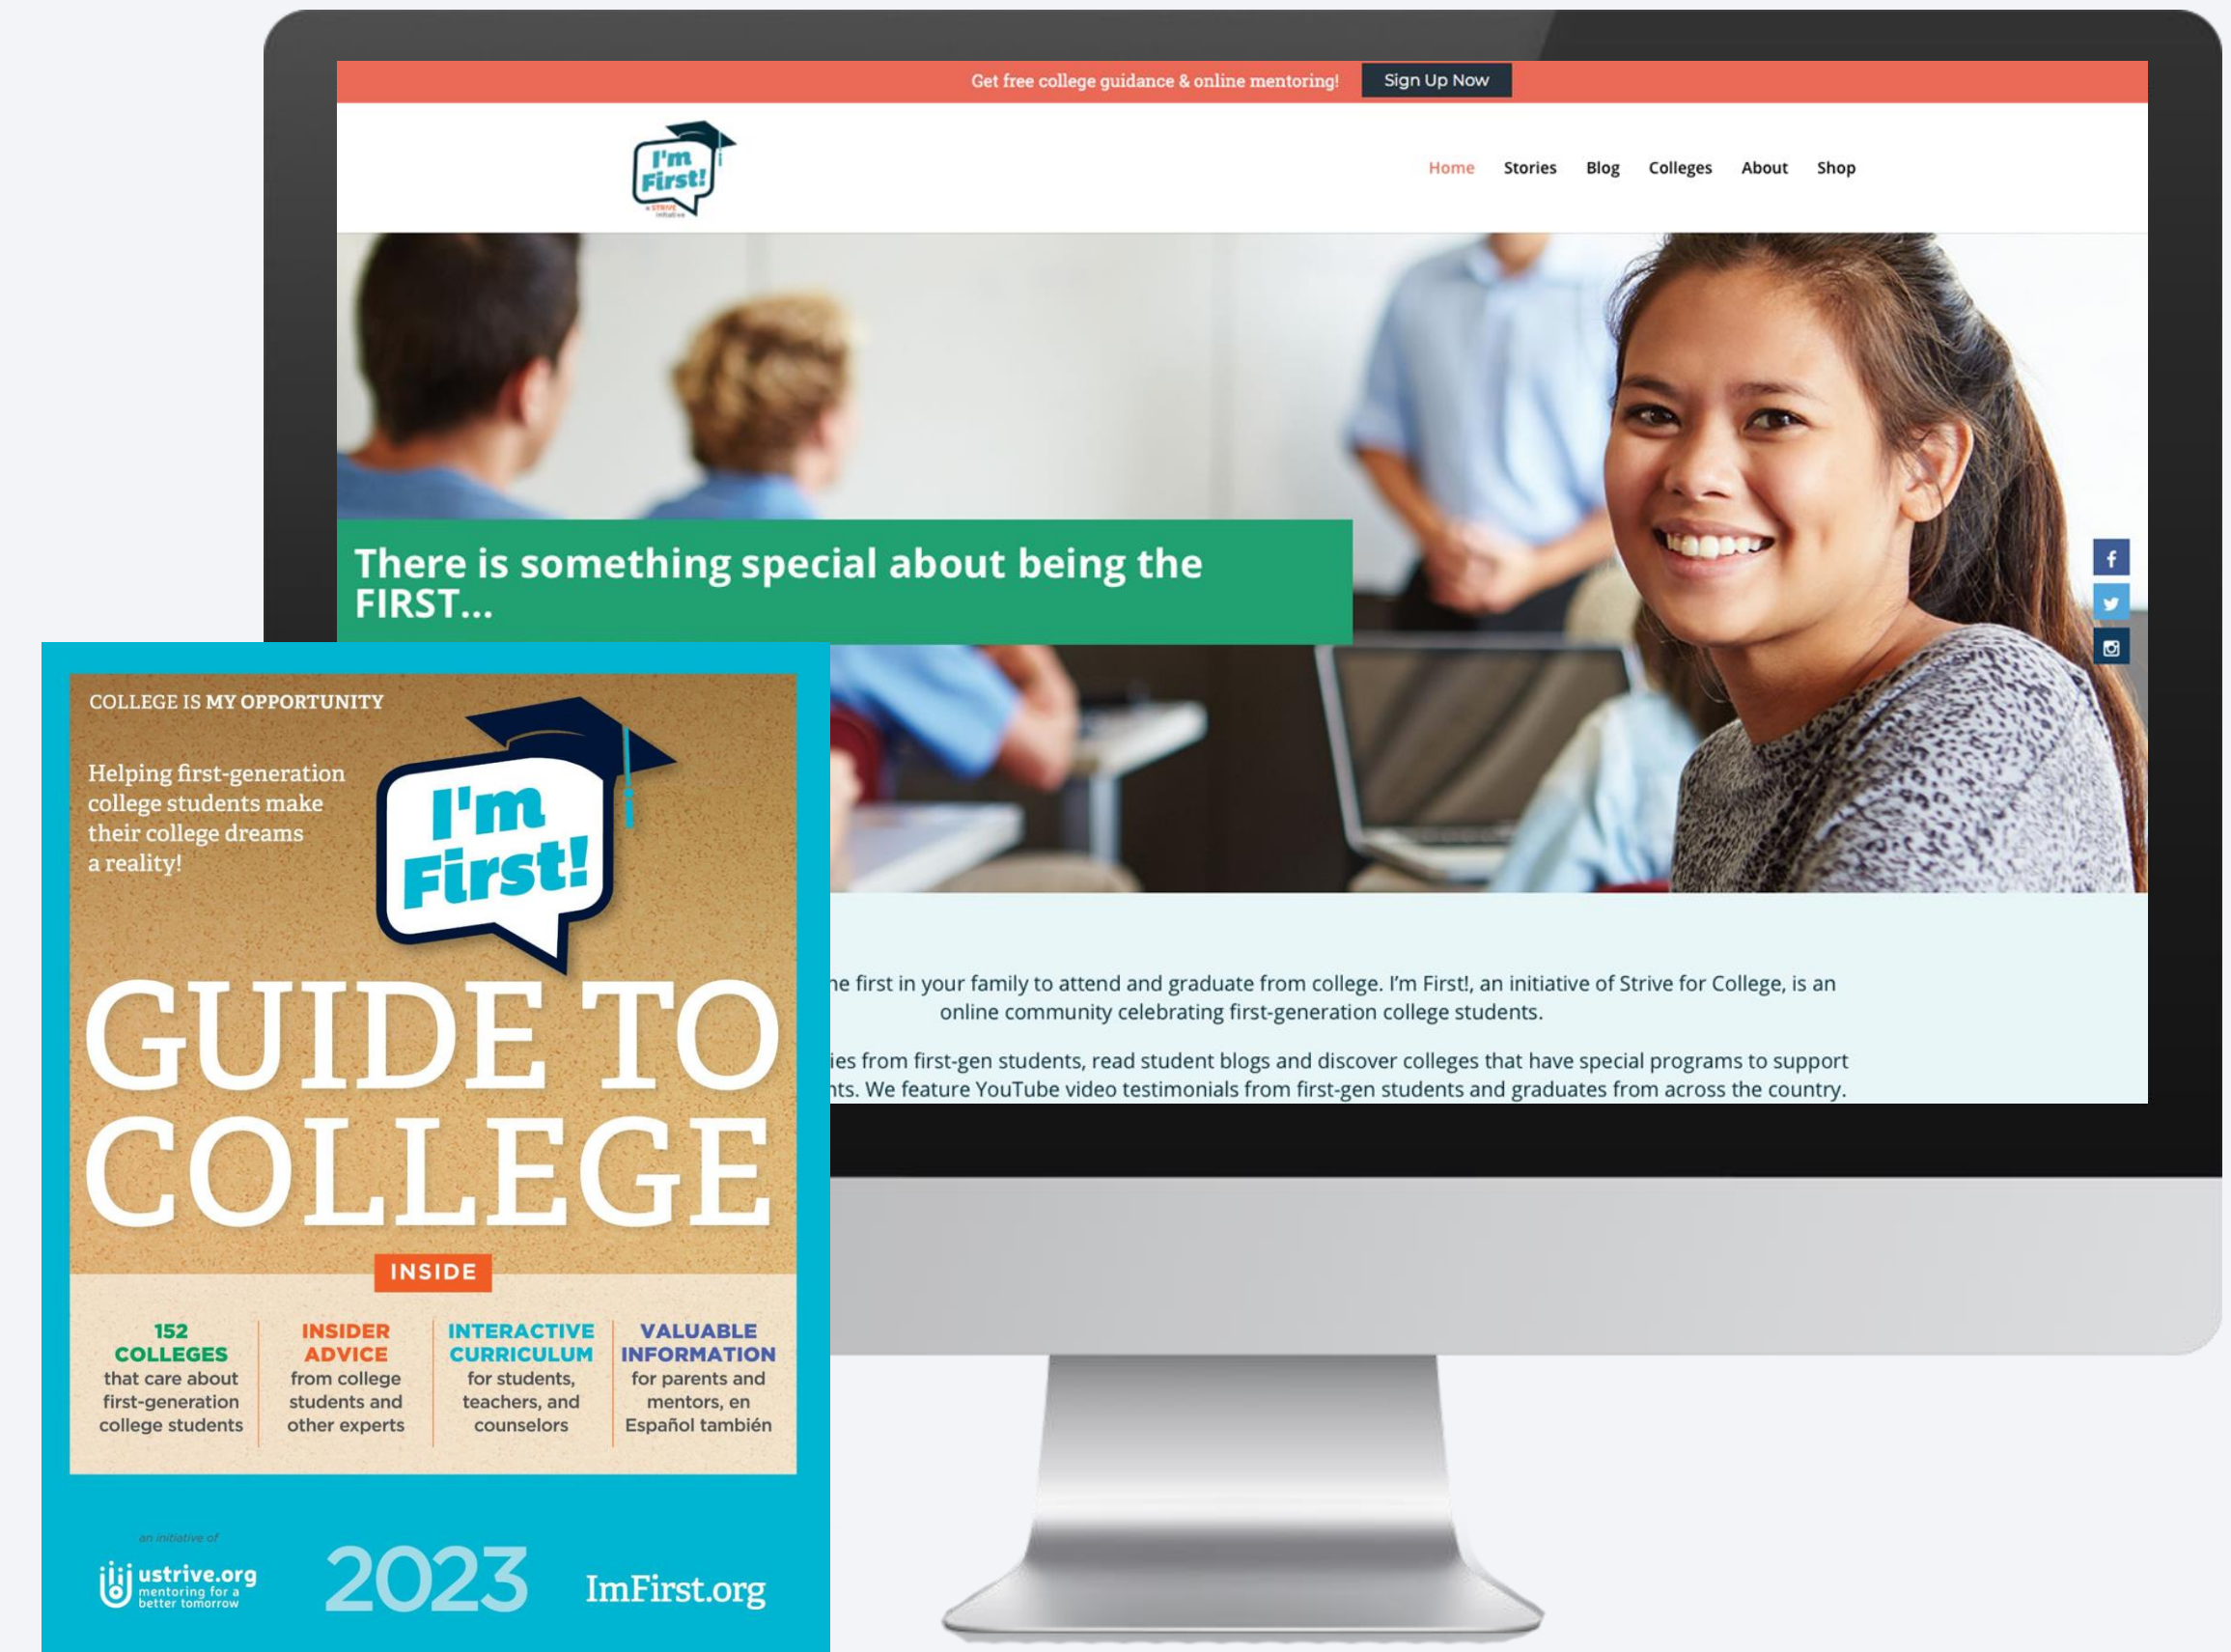 Get free college guidance & online mentoring!
Sign Up Now
I'm
First!
a STRIVE
initiative
Home Stories Blog Colleges About Shop
There is something special about being the
FIRST...
f
first in your family to attend and graduate from college. I'm First!, an initiative of Strive for College, is an
online community celebrating first-generation college students.
from first-gen students, read student blogs and discover colleges that have special programs to support
We feature YouTube video testimonials from first-gen students and graduates from across the country.
COLLEGE IS MY OPPORTUNITY
Helping first-generation
college students make
their college dreams
a reality!
I'm
First!
GUIDE TO
COLLEGE
INSIDE
152
COLLEGES
that care about
first-generation
college students
INSIDER
ADVICE
from college
students and
other experts
INTERACTIVE
CURRICULUM
for students,
teachers, and
counselors
VALUABLE
INFORMATION
for parents and
mentors, en
Español también
an initiative of
ustrive.org
mentoring for a
better tomorrow
2023
ImFirst.org